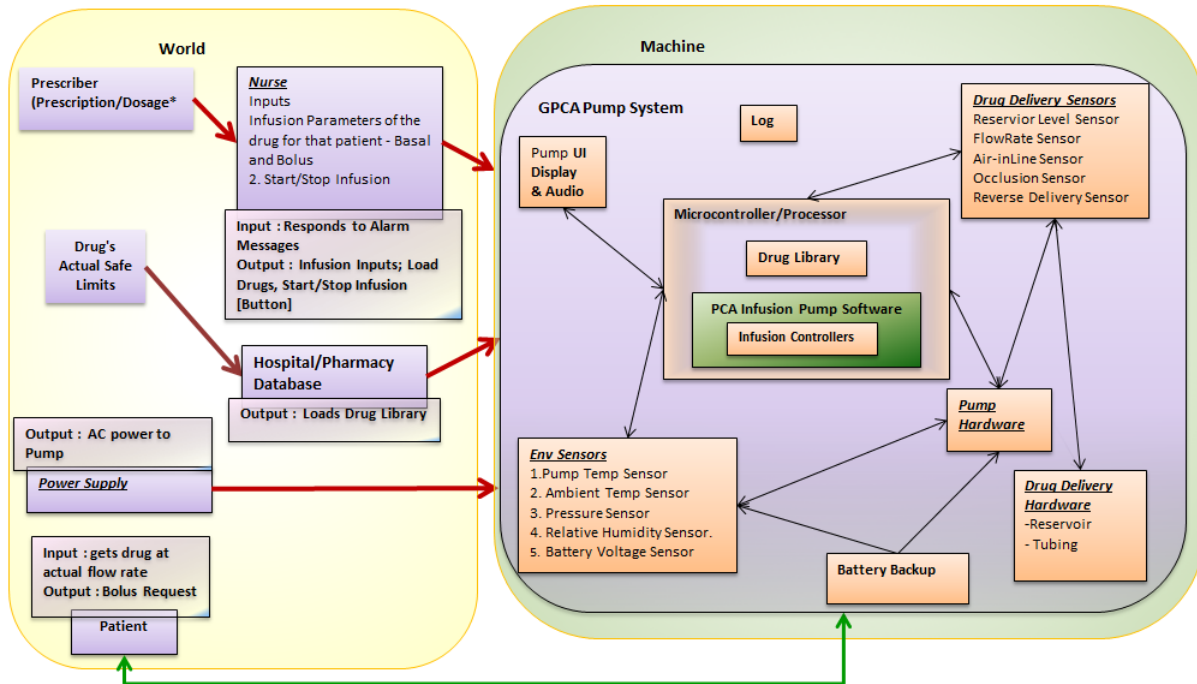 World
Prescriber
(Prescription/Dosage*
Nurse
Inputs
Infusion Parameters of the
drug for that patient - Basal
and Bolus
2. Start/Stop Infusion
Input : Responds to Alarm
Messages
Output : Infusion Inputs; Load
Drugs, Start/Stop Infusion
[Button]
Drug's
Actual Safe
Limits
Hospital/Pharmacy
Database
Output : Loads Drug Library
Output : AC power to
Pump
Power Supply
Input : gets drug at
actual flow rate
Output : Bolus Request
Patient
Machine
GPCA Pump System
Log
Pump UI
Display
& Audio
Drug Delivery Sensors
Reservior Level Sensor
FlowRate Sensor
Air-inLine Sensor
Occlusion Sensor
Reverse Delivery Sensor
Microcontroller/Processor
Drug Library
PCA Infusion Pump Software
Infusion Controllers
Pump
Hardware
Env Sensors
1.Pump Temp Sensor
2. Ambient Temp Sensor
3. Pressure Sensor
4. Relative Humidity Sensor.
5. Battery Voltage Sensor
Drug Delivery
Hardware
-Reservoir
- Tubing
Battery Backup